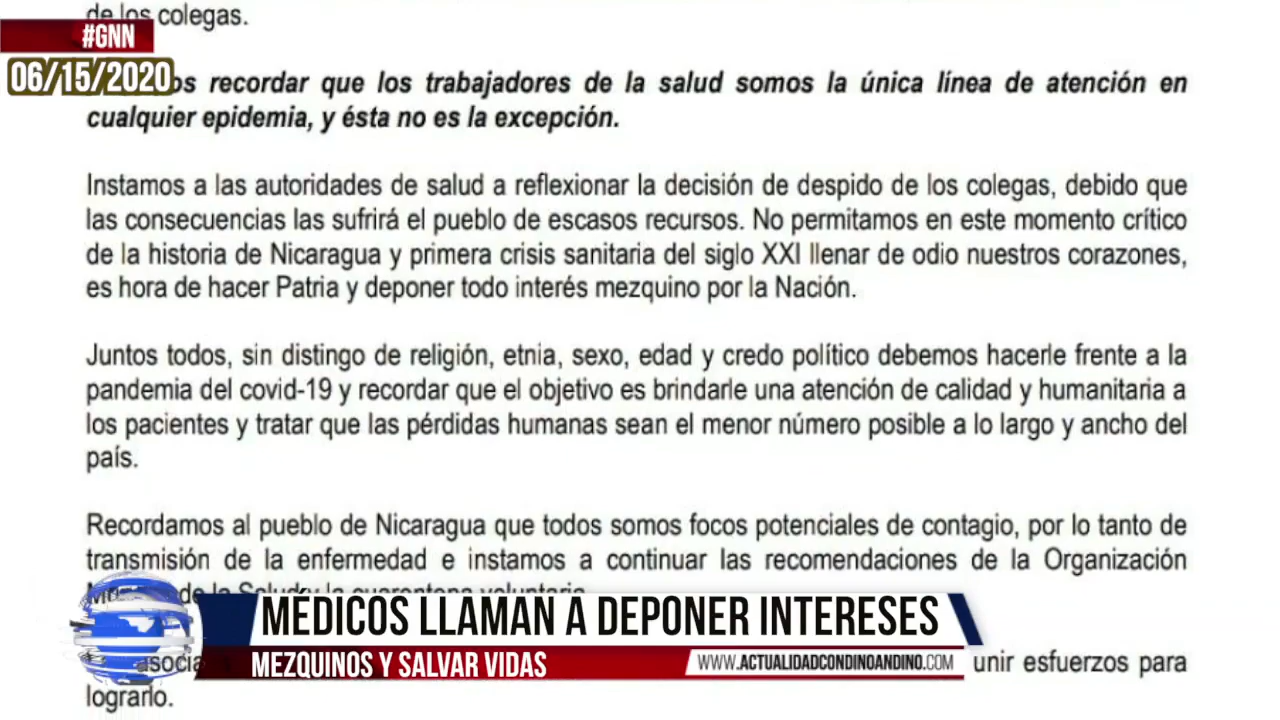 de los colegas.
#GNN
06/15/2020
os recordar que los trabajadores de la salud somos la única línea de atención en
cualquier epidemia, y ésta no es la excepción.
Instamos a las autoridades de salud a reflexionar la decisión de despido de los colegas, debido que
las consecuencias las sufrirá el pueblo de escasos recursos. No permitamos en este momento crítico
de la historia de Nicaragua y primera crisis sanitaria del siglo XXI llenar de odio nuestros corazones,
es hora de hacer Patria y deponer todo interés mezquino por la Nación.
Juntos todos, sin distingo de religión, etnia, sexo, edad y credo político debemos hacerle frente a la
pandemia del covid-19 y recordar que el objetivo es brindarle una atención de calidad y humanitaria a
los pacientes y tratar que las pérdidas humanas sean el menor número posible a lo largo y ancho del
país.
Recordamos al pueblo de Nicaragua que todos somos focos potenciales de contagio, por lo tanto de
transmisión de la enfermedad e instamos a continuar las recomendaciones de la Organización
de la Salud y la cuarentena voluntaria
MÉDICOS LLAMAN A DEPONER INTERESES
MEZQUINOS Y SALVAR VIDAS
WWW.ACTUALIDADCONDINOANDINO.COM
unir esfuerzos para
lograrlo.